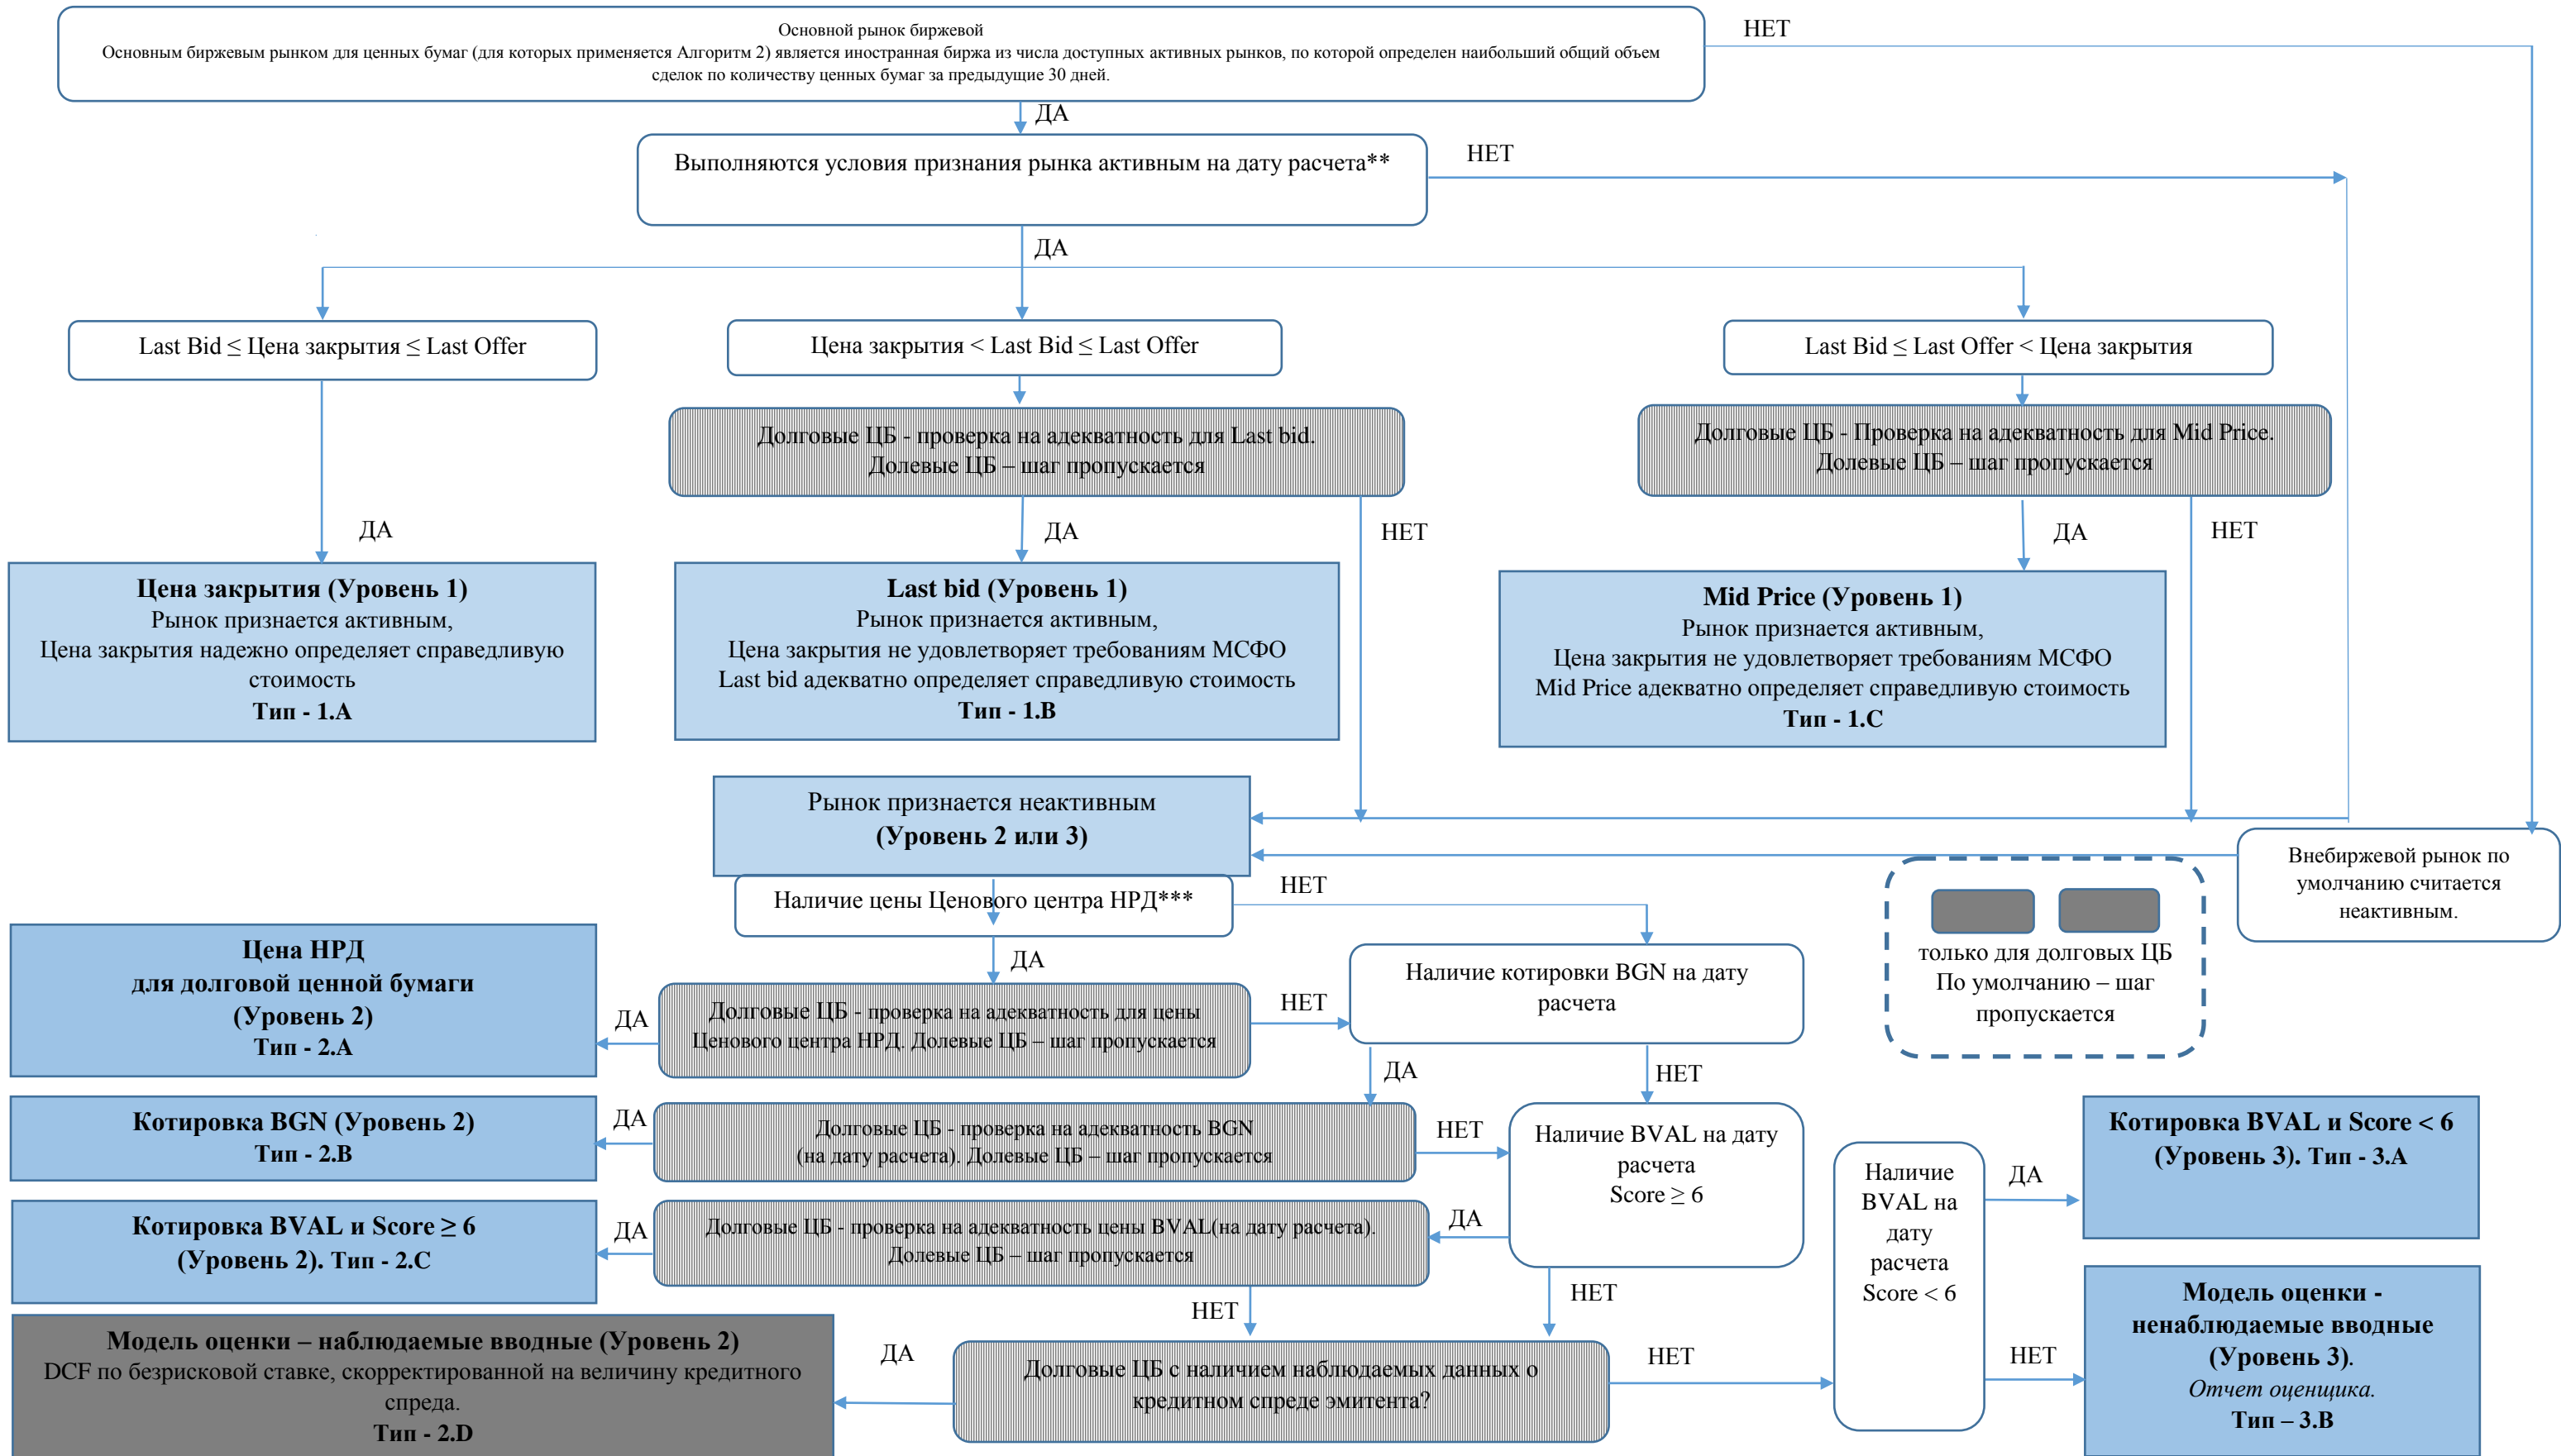 Основной рынок биржевой
Основным биржевым рынком для ценных бумаг (для которых применяется Алгоритм 2) является иностранная биржа из числа доступных активных рынков, по которой определен наибольший общий объем
сделок по количеству ценных бумаг за предыдущие 30 дней.
НЕТ
ДА
Выполняются условия признания рынка активным на дату расчета**
НЕТ
ДА
Last Bid ≤ Цена закрытия ≤ Last Offer
Цена закрытия < Last Bid ≤ Last Offer
Last Bid ≤ Last Offer < Цена закрытия
Долговые ЦБ - проверка на адекватность для Last bid.
Долевые ЦБ – шаг пропускается
Долговые ЦБ - Проверка на адекватность для Mid Price.
Долевые ЦБ – шаг пропускается
ДА
ДА
НЕТ
ДА
НЕТ
Цена закрытия (Уровень 1)
Рынок признается активным,
Цена закрытия надежно определяет справедливую
стоимость
Тип - 1.A
Last bid (Уровень 1)
Рынок признается активным,
Цена закрытия не удовлетворяет требованиям МСФО
Last bid адекватно определяет справедливую стоимость
Тип - 1.B
Mid Price (Уровень 1)
Рынок признается активным,
Цена закрытия не удовлетворяет требованиям МСФО
Mid Price адекватно определяет справедливую стоимость
Тип - 1.C
Рынок признается неактивным
(Уровень 2 или 3)
Внебиржевой рынок по
умолчанию считается
неактивным.
Наличие цены Ценового центра НРД***
НЕТ
ДА
только для долговых ЦБ
По умолчанию – шаг
пропускается
Цена НРД
для долговой ценной бумаги
(Уровень 2)
Тип - 2.A
ДА
Долговые ЦБ - проверка на адекватность для цены
Ценового центра НРД. Долевые ЦБ – шаг пропускается
НЕТ
Наличие котировки BGN на дату
расчета
ДА
НЕТ
Котировка BGN (Уровень 2)
Тип - 2.B
ДА
Долговые ЦБ - проверка на адекватность BGN
(на дату расчета). Долевые ЦБ – шаг пропускается
НЕТ
Наличие BVAL на дату
расчета
Score ≥ 6
Котировка BVAL и Score ≥ 6
(Уровень 2). Тип - 2.C
ДА
Долговые ЦБ - проверка на адекватность цены BVAL(на дату расчета).
Долевые ЦБ – шаг пропускается
ДА
НЕТ
НЕТ
Наличие
BVAL на
дату
расчета
Score < 6
ДА
Котировка BVAL и Score < 6
(Уровень 3). Тип - 3.A
Модель оценки – наблюдаемые вводные (Уровень 2)
DCF по безрисковой ставке, скорректированной на величину кредитного
спреда.
Тип - 2.D
ДА
Долговые ЦБ с наличием наблюдаемых данных о
кредитном спреде эмитента?
НЕТ
НЕТ
Модель оценки -
ненаблюдаемые вводные
(Уровень 3).
Отчет оценщика.
Тип – 3.B